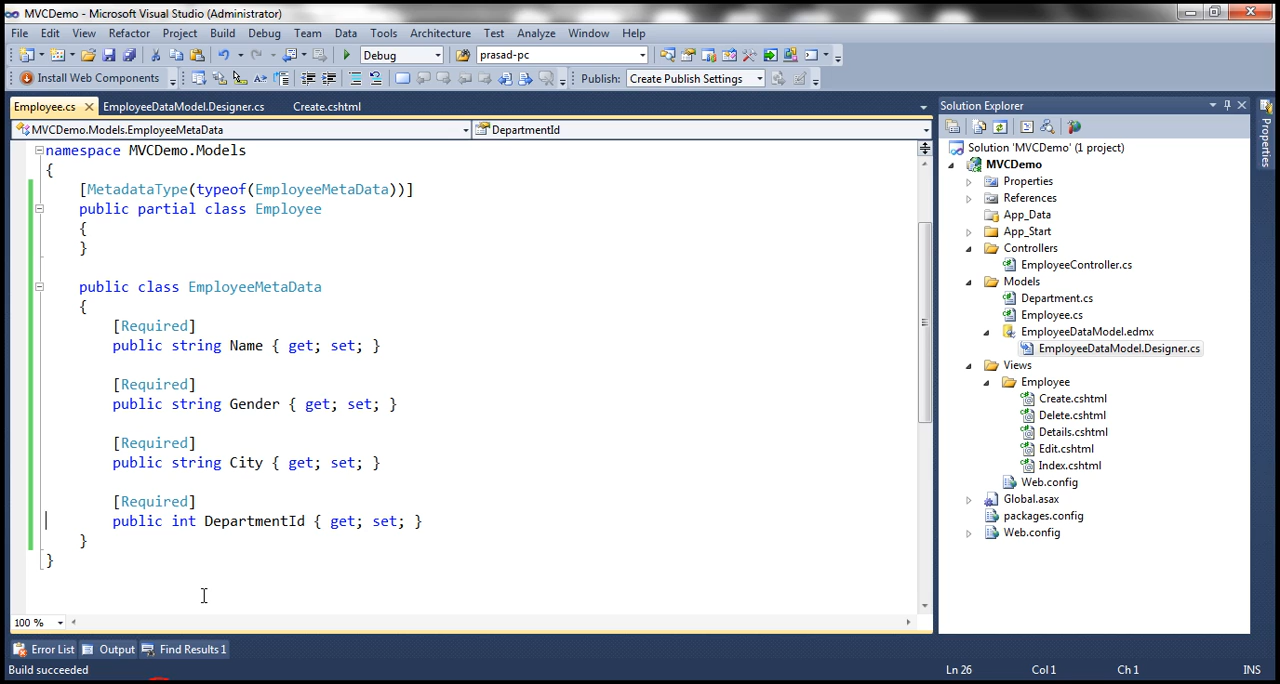 MVCDemo - Microsoft Visual Studio (Administrator)
File Edit View Refactor Project Build Debug Team Data Tools Architecture Test Analyze Window Help
Debug prasad-pc
Install Web Components Publish: Create Publish Settings
Employee.cs EmployeeDataModel.Designer.cs Create.cshtml
MVCDemo.Models.EmployeeMetaData DepartmentId
namespace MVCDemo.Models
{
[MetadataType(typeof(EmployeeMetaData))]
public partial class Employee
{
}
public class EmployeeMetaData
{
[Required]
public string Name { get; set; }
[Required]
public string Gender { get; set; }
[Required]
public string City { get; set; }
[Required]
public int DepartmentId { get; set; }
}
}
100 %
Solution Explorer
Solution 'MVCDemo' (1 project)
MVCDemo
Properties
References
App_Data
App_Start
Controllers
EmployeeController.cs
Models
Department.cs
Employee.cs
EmployeeDataModel.edmx
EmployeeDataModel.Designer.cs
Views
Employee
Create.cshtml
Delete.cshtml
Details.cshtml
Edit.cshtml
Index.cshtml
Web.config
Global.asax
packages.config
Web.config
Properties
Error List Output Find Results 1
Build succeeded Ln 26 Col 1 Ch 1 INS